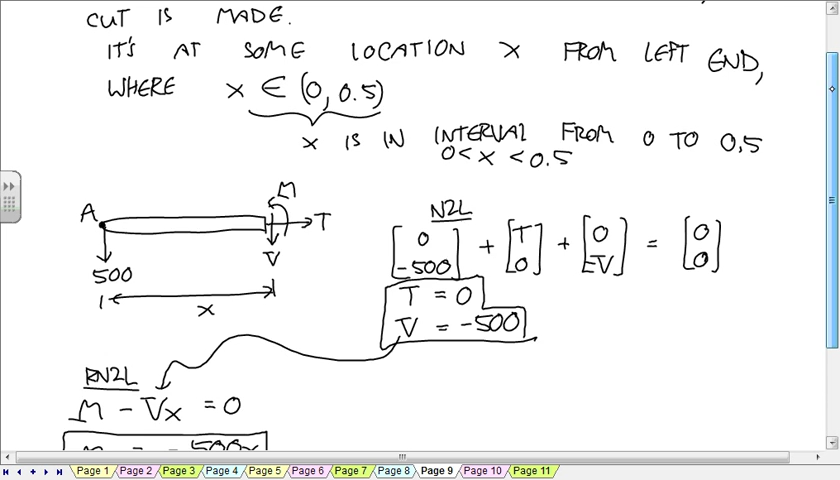 CUT IS MADE.
IT'S AT SOME LOCATION X FROM LEFT END,
WHERE X ∈ (0, 0.5)
X IS IN INTERVAL FROM 0 TO 0.5
0 < X < 0.5
M
A
T
V
500
X
N2L
[0 -500] + [T 0] + [0 -V] = [0 0]
T = 0
V = -500
RN2L
M - VX = 0
M = -500X
Page 1 Page 2 Page 3 Page 4 Page 5 Page 6 Page 7 Page 8 Page 9 Page 10 Page 11